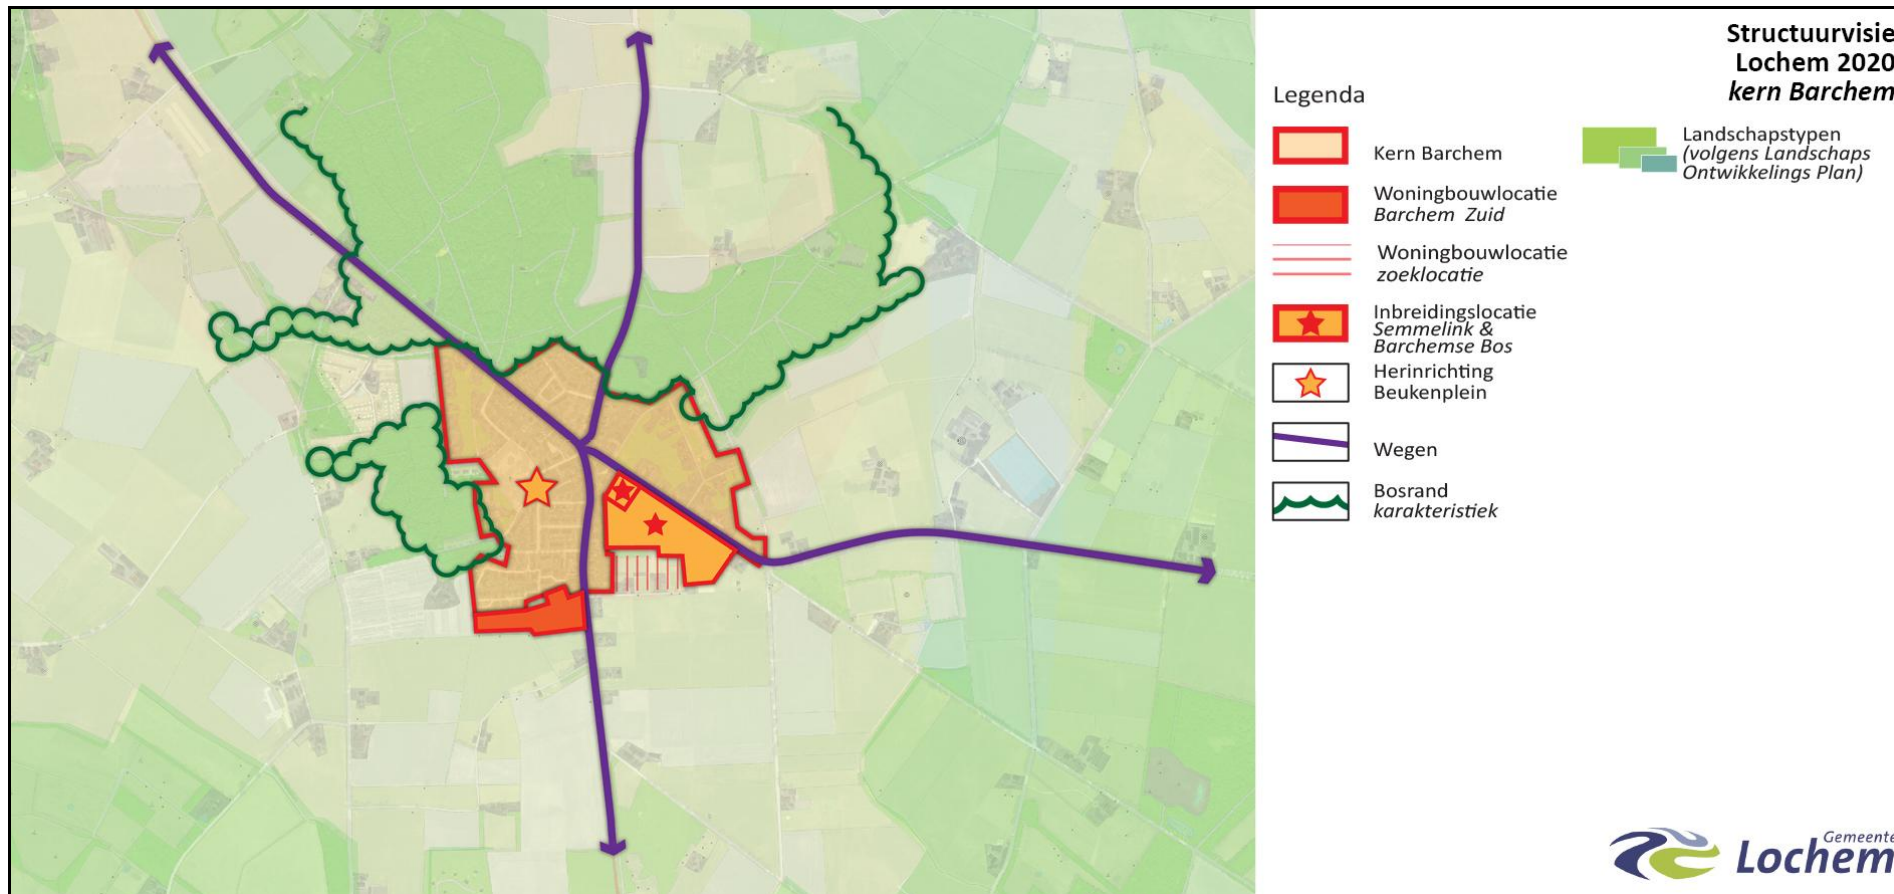 Structuurvisie
Lochem 2020
kern Barchem
Legenda
Kern Barchem
Woningbouwlocatie
Barchem Zuid
Woningbouwlocatie
zoeklocatie
Inbreidingslocatie
Semmelink &
Barchemse Bos
Herinrichting
Beukenplein
Wegen
Bosrand
karakteristiek
Landschapstypen
(volgens Landschaps
Ontwikkelings Plan)
Gemeente
Lochem